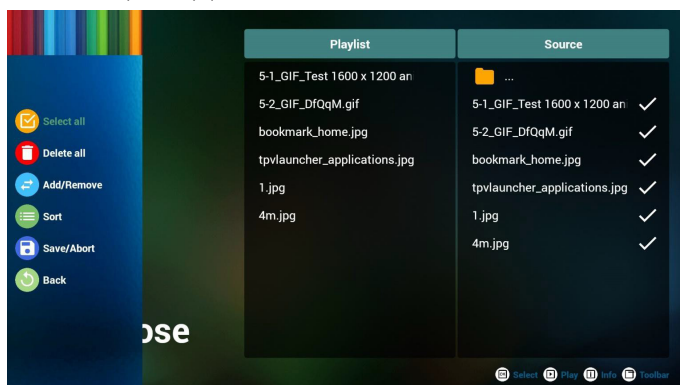 Select all
Delete all
Add/Remove
Sort
Save/Abort
Back
ose
Playlist
5-1_GIF_Test 1600 x 1200 an
5-2_GIF_DfQqM.gif
bookmark_home.jpg
tpvlauncher_applications.jpg
1.jpg
4m.jpg
Source
...
5-1_GIF_Test 1600 x 1200 an
5-2_GIF_DfQqM.gif
bookmark_home.jpg
tpvlauncher_applications.jpg
1.jpg
4m.jpg
Select Play Info Toolbar